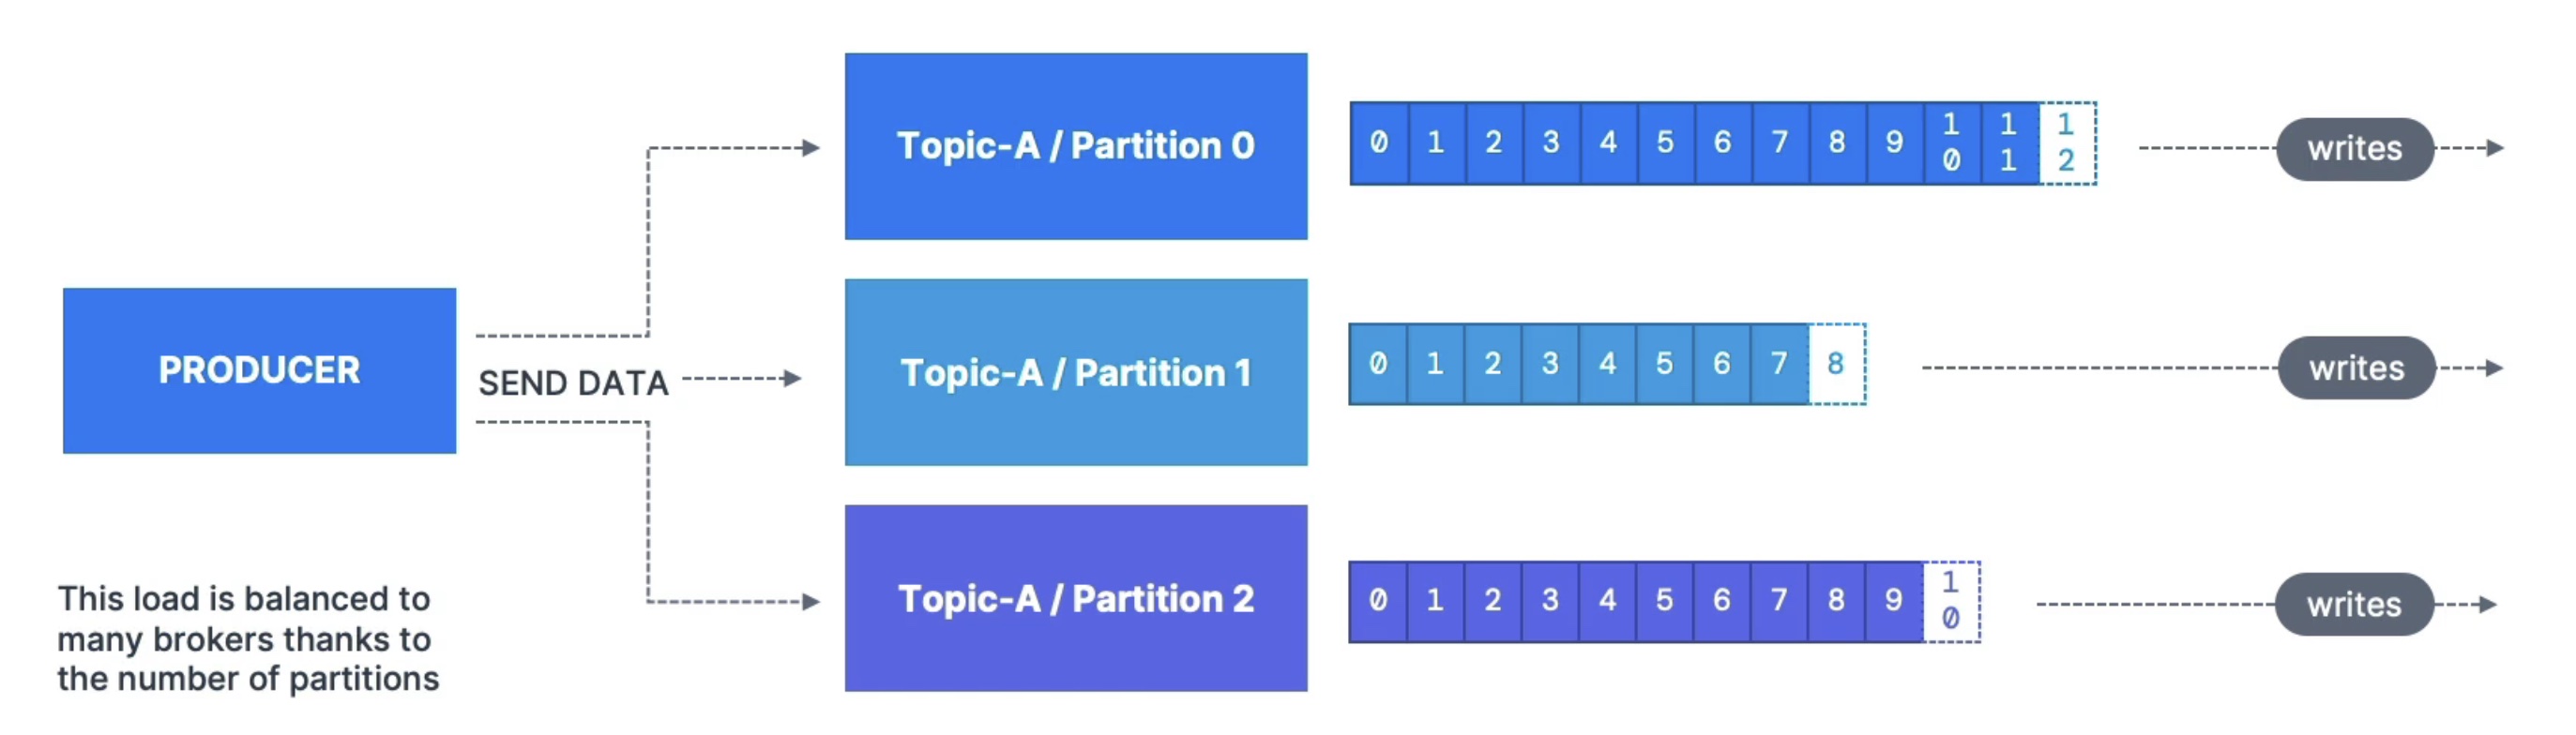 Topic-A / Partition 0
0 1 2 3 4 5 6 7 8 9 10 11 12
writes
PRODUCER
SEND DATA
Topic-A / Partition 1
0 1 2 3 4 5 6 7 8
writes
Topic-A / Partition 2
0 1 2 3 4 5 6 7 8 9 10
writes
This load is balanced to
many brokers thanks to
the number of partitions